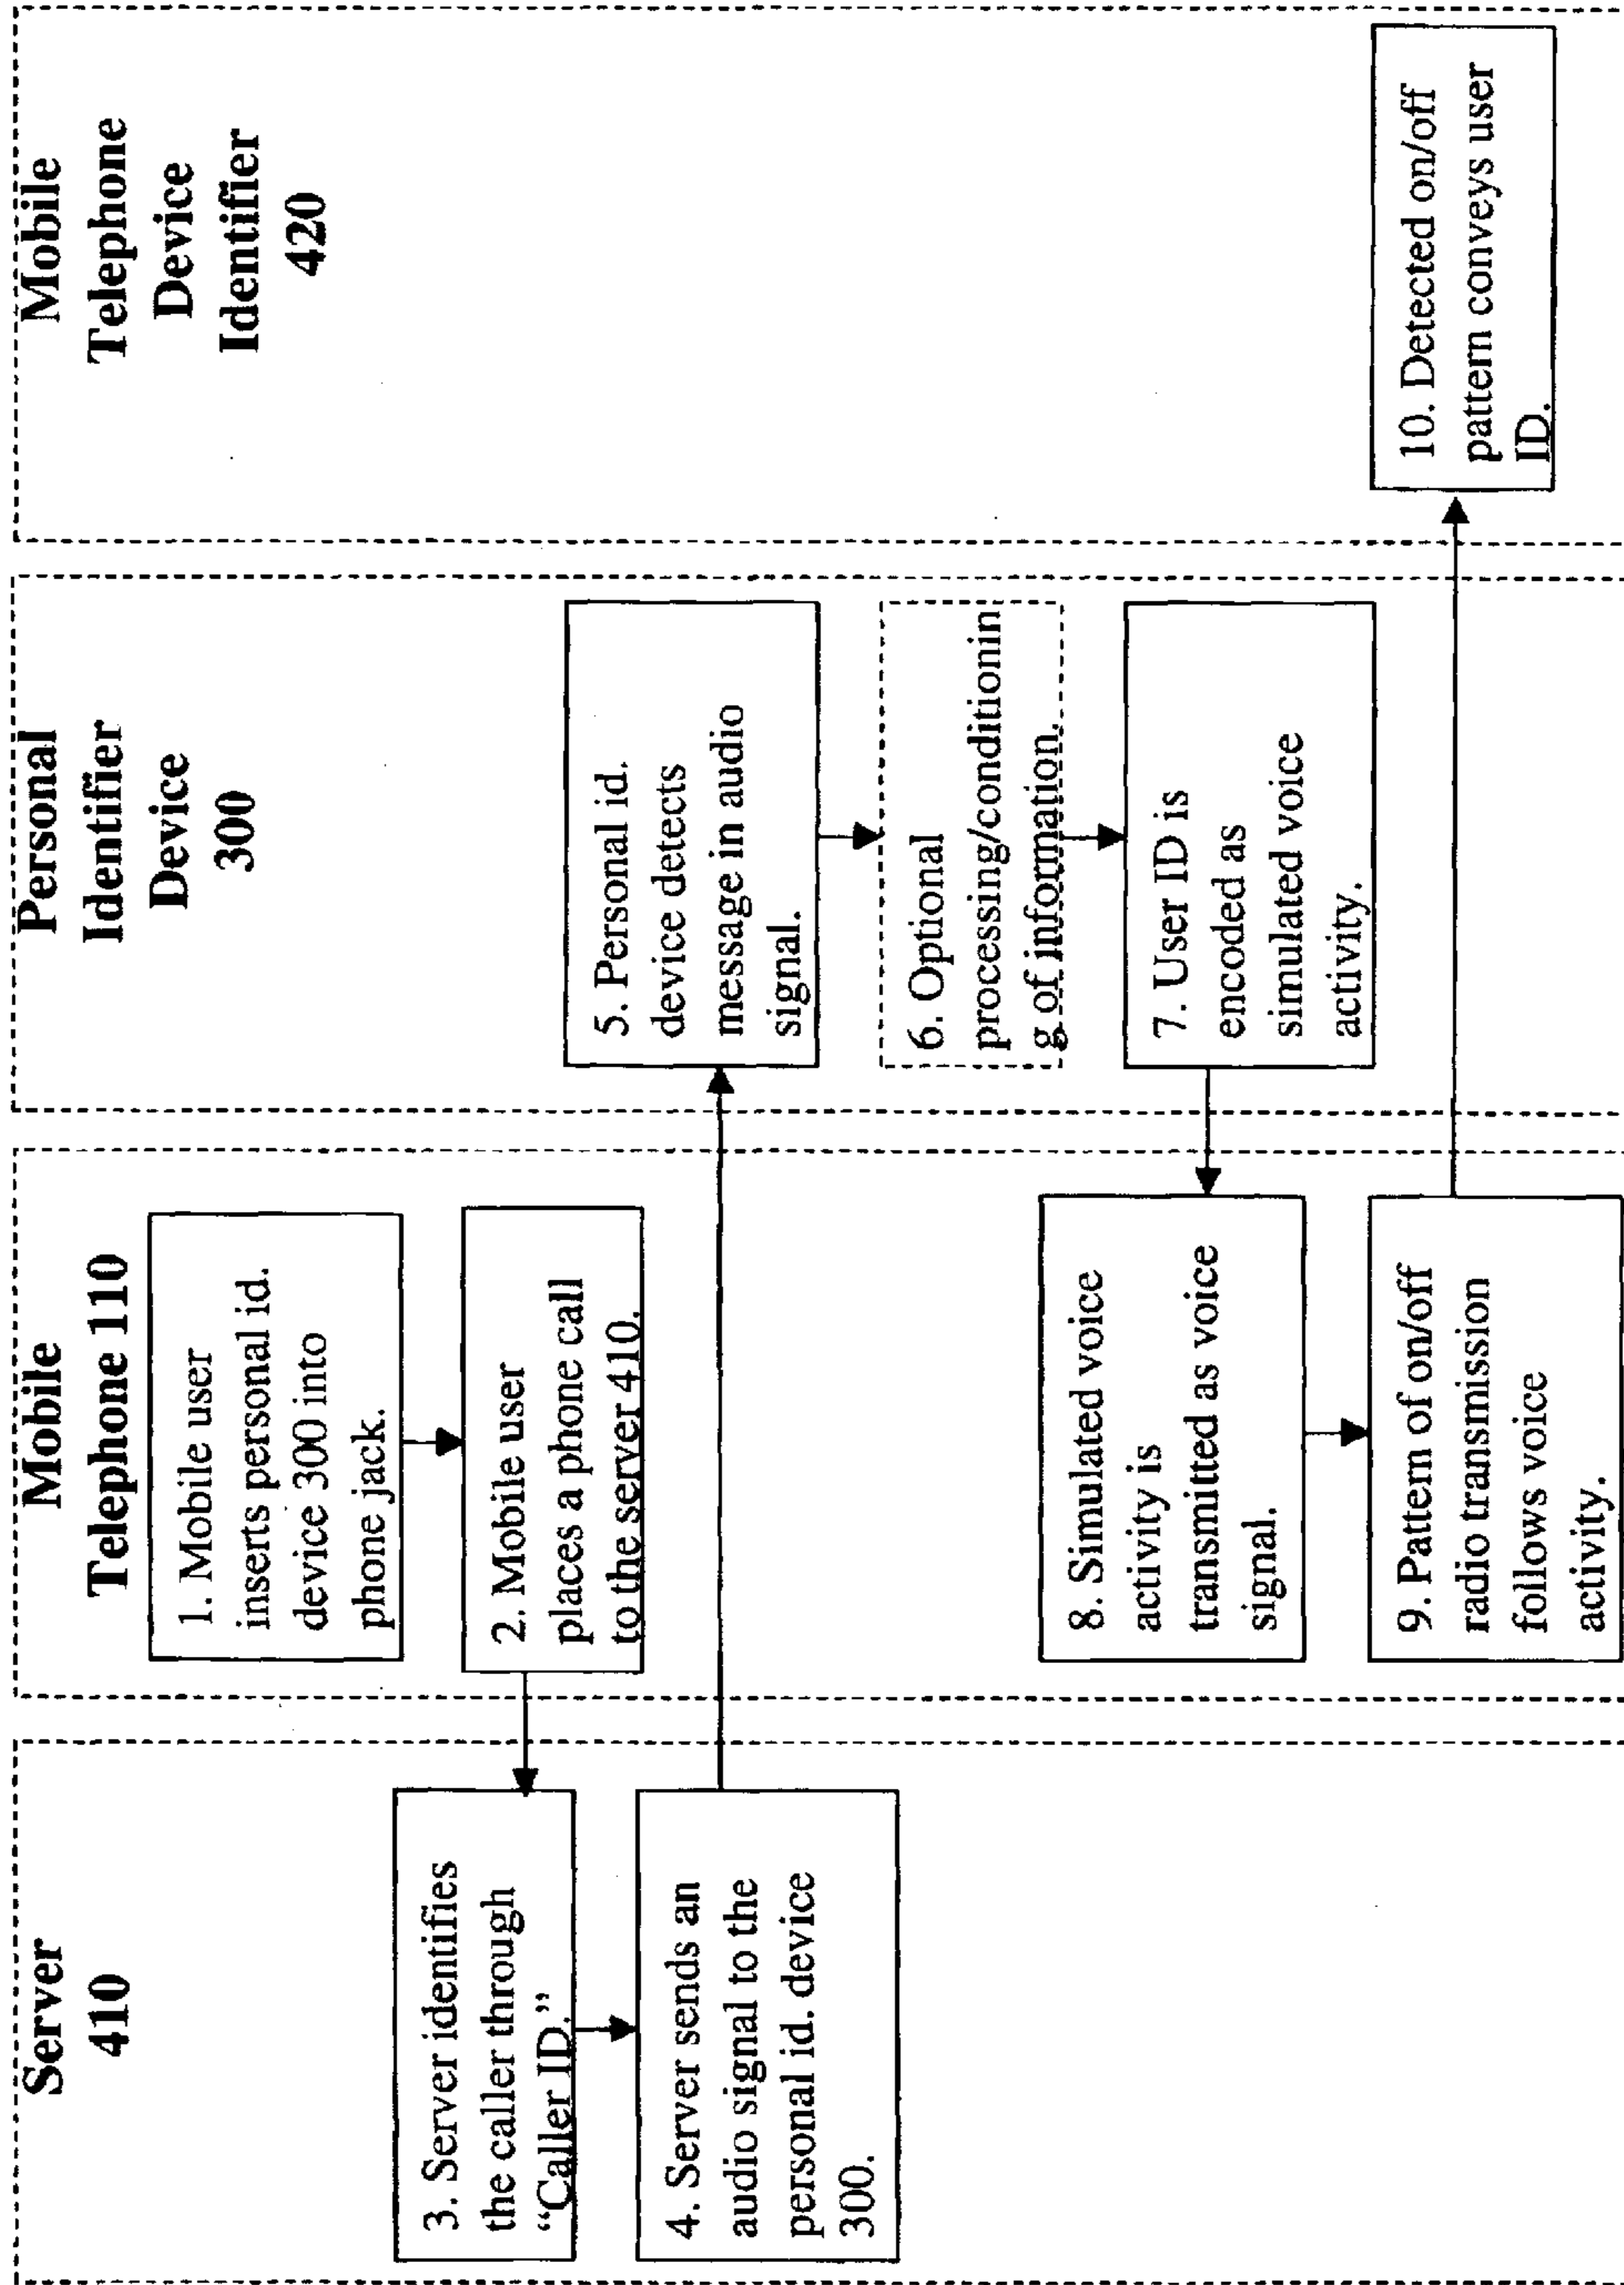 Server
410
3. Server identifies
the caller through
“Caller ID.”
4. Server sends an
audio signal to the
personal id. device
300.
Mobile
Telephone 110
1. Mobile user
inserts personal id.
device 300 into
phone jack.
2. Mobile user
places a phone call
to the server 410.
8. Simulated voice
activity is
transmitted as voice
signal.
9. Pattern of on/off
radio transmission
follows voice
activity.
Personal
Identifier
Device
300
5. Personal id.
device detects
message in audio
signal.
6. Optional
processing/conditionin
g of information.
7. User ID is
encoded as
simulated voice
activity.
Mobile
Telephone
Device
Identifier
420
10. Detected on/off
pattern conveys user
ID.